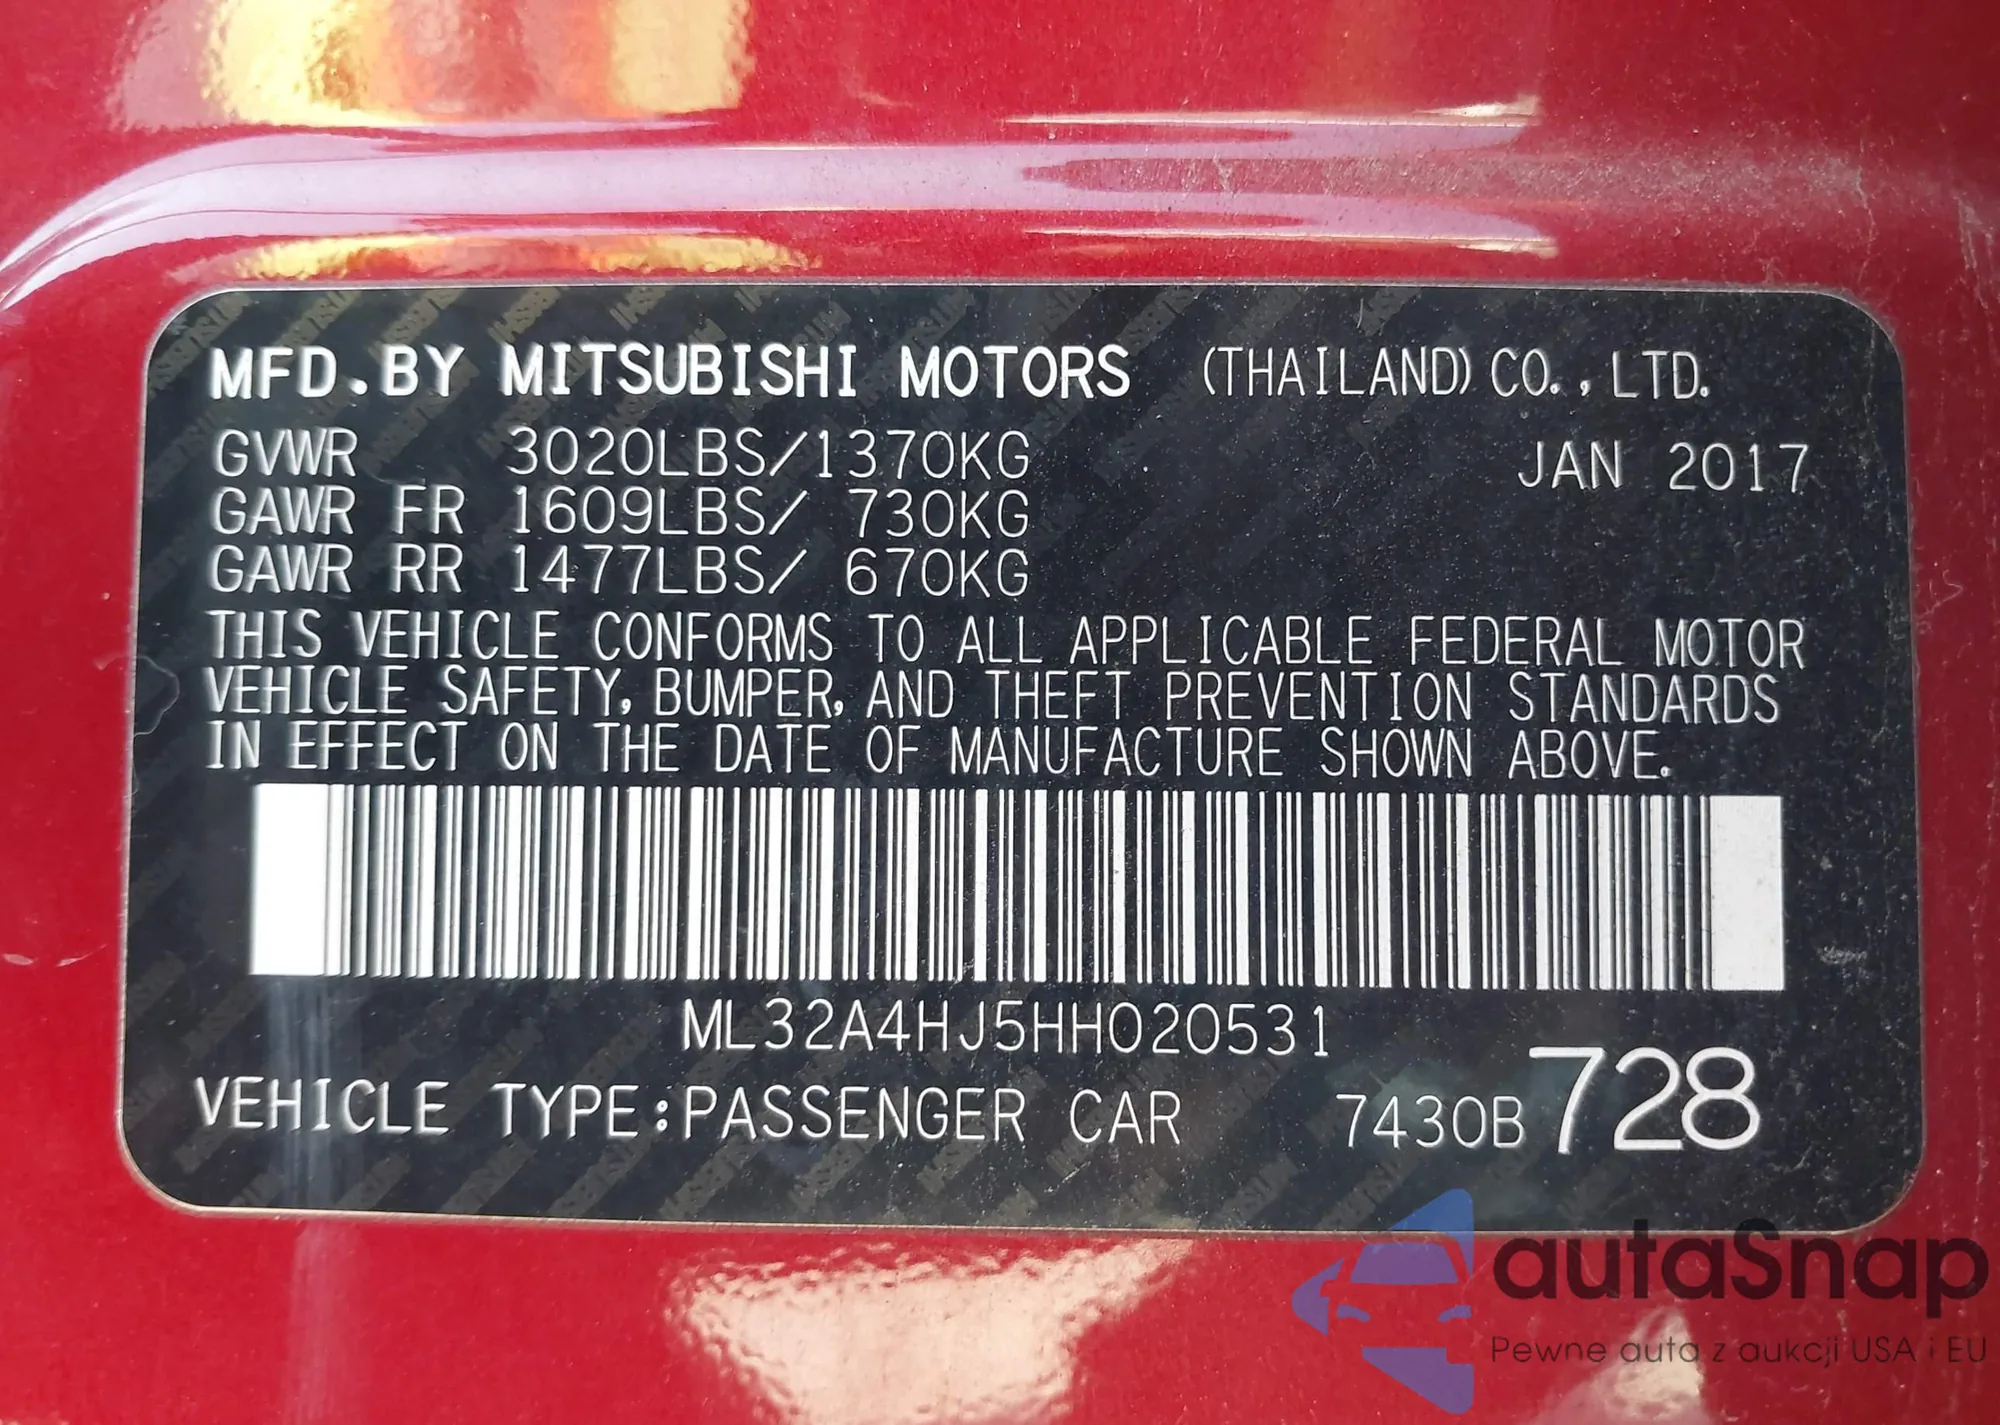 MFD.BY MITSUBISHI MOTORS (THAILAND) CO., LTD.
GVWR 3020LBS/1370KG JAN 2017
GAWR FR 1609LBS/ 730KG
GAWR RR 1477LBS/ 670KG
THIS VEHICLE CONFORMS TO ALL APPLICABLE FEDERAL MOTOR
VEHICLE SAFETY, BUMPER, AND THEFT PREVENTION STANDARDS
IN EFFECT ON THE DATE OF MANUFACTURE SHOWN ABOVE.
ML32A4HJ5HH020531
VEHICLE TYPE:PASSENGER CAR 7430B 728
autaSnap
Pewne auta z aukcji USA i EU